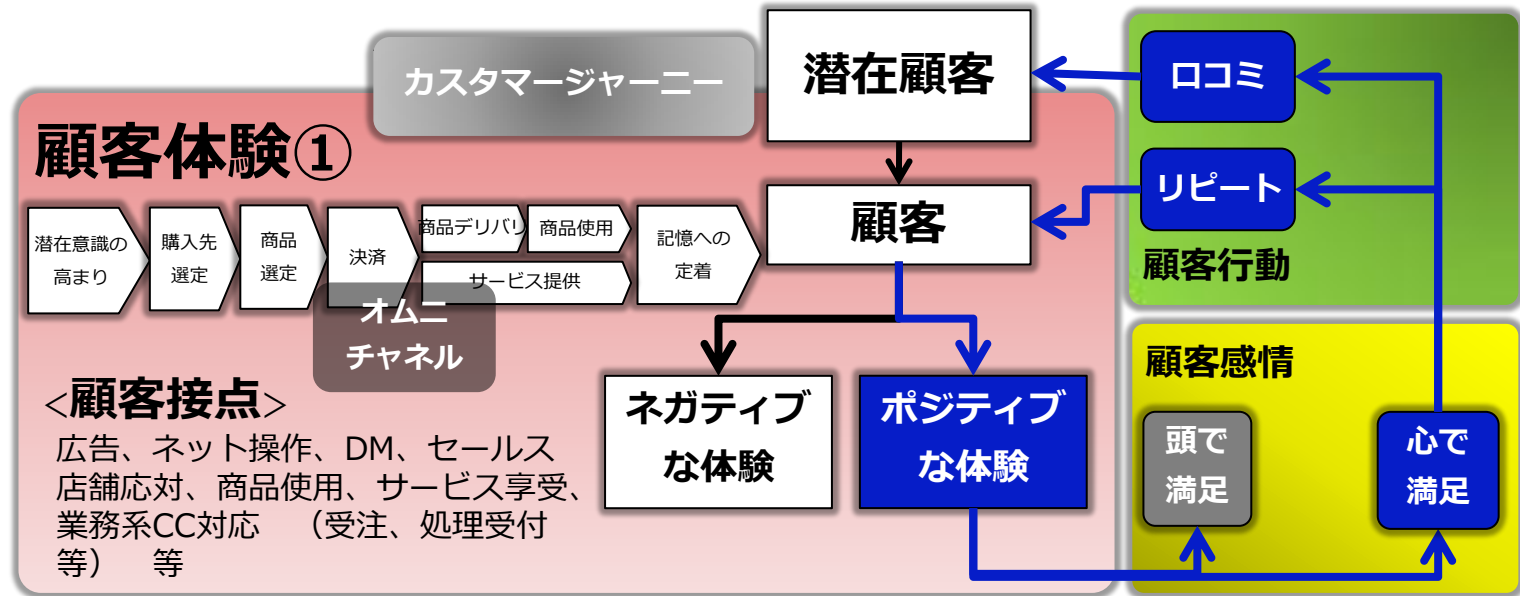 カスタマージャーニー
潜在顧客
口コミ
顧客体験①
リピート
顧客
顧客行動
潜在意識の
高まり
購入先
選定
商品
選定
決済
商品デリバリ
商品使用
サービス提供
記憶への
定着
オムニ
チャネル
顧客感情
<顧客接点>
広告、ネット操作、DM、セールス
店舗応対、商品使用、サービス享受、
業務系CC対応　（受注、処理受付
等）　等
ネガティブ
な体験
ポジティブ
な体験
頭で
満足
心で
満足